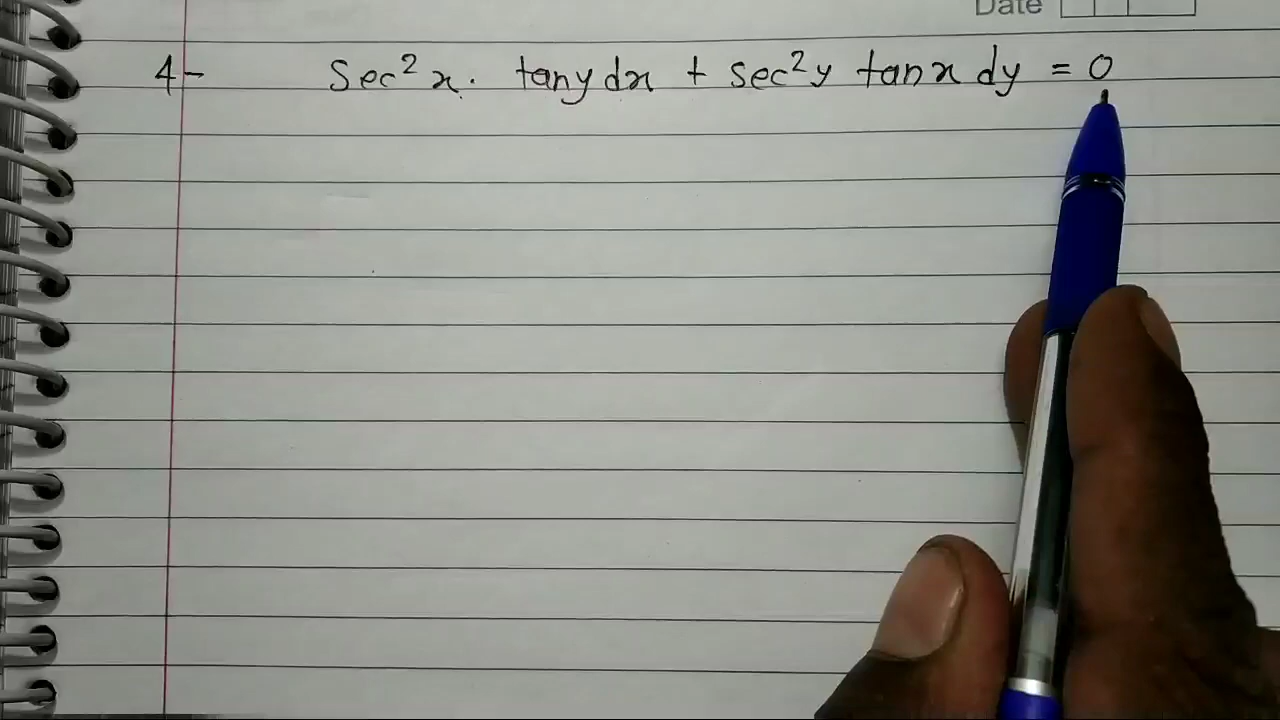 Date
4- Sec²x. tany dx + sec²y tanx dy = 0